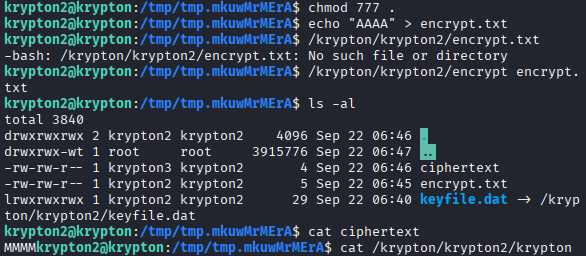 krypton2@krypton:/tmp/tmp.mkuwMrMErA$ chmod 777 .
krypton2@krypton:/tmp/tmp.mkuwMrMErA$ echo "AAAA" > encrypt.txt
krypton2@krypton:/tmp/tmp.mkuwMrMErA$ /krypton/krypton2/encrypt.txt
-bash: /krypton/krypton2/encrypt.txt: No such file or directory
krypton2@krypton:/tmp/tmp.mkuwMrMErA$ /krypton/krypton2/encrypt encrypt.
txt
krypton2@krypton:/tmp/tmp.mkuwMrMErA$ ls -al
total 3840
drwxrwxrwx 2 krypton2 krypton2    4096 Sep 22 06:46 .
drwxrwx-wt 1 root     root     3915776 Sep 22 06:47 ..
-rw-rw-r-- 1 krypton3 krypton2       4 Sep 22 06:46 ciphertext
-rw-rw-r-- 1 krypton2 krypton2       5 Sep 22 06:45 encrypt.txt
lrwxrwxrwx 1 krypton2 krypton2      29 Sep 22 06:40 keyfile.dat -> /kryp
ton/krypton2/keyfile.dat
krypton2@krypton:/tmp/tmp.mkuwMrMErA$ cat ciphertext
MMMMkrypton2@krypton:/tmp/tmp.mkuwMrMErA$ cat /krypton/krypton2/krypton